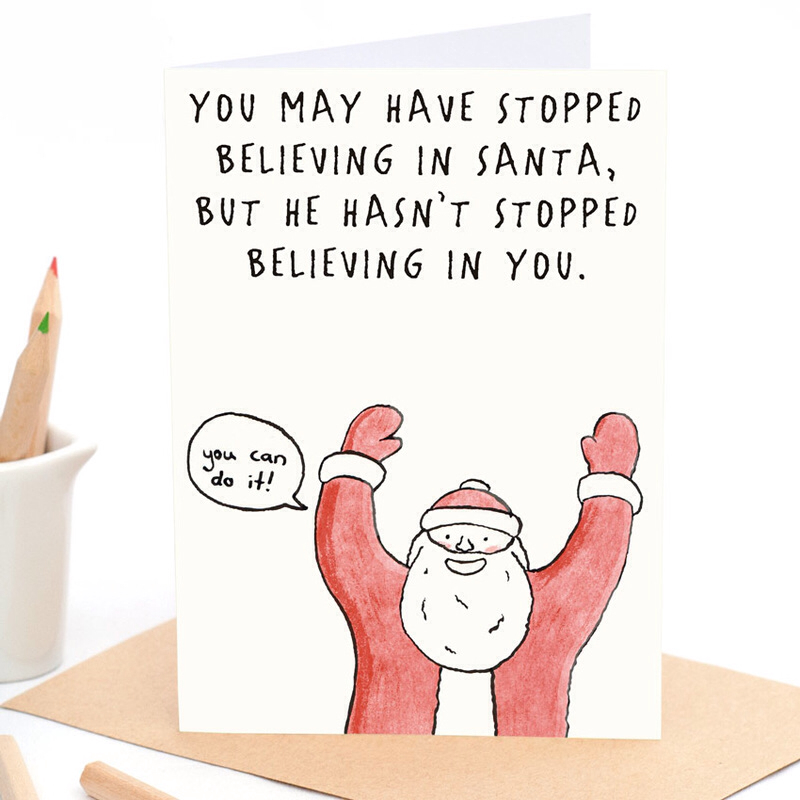 YOU MAY HAVE STOPPED
BELIEVING IN SANTA,
BUT HE HASN'T STOPPED
BELIEVING IN YOU.
you can
do it!